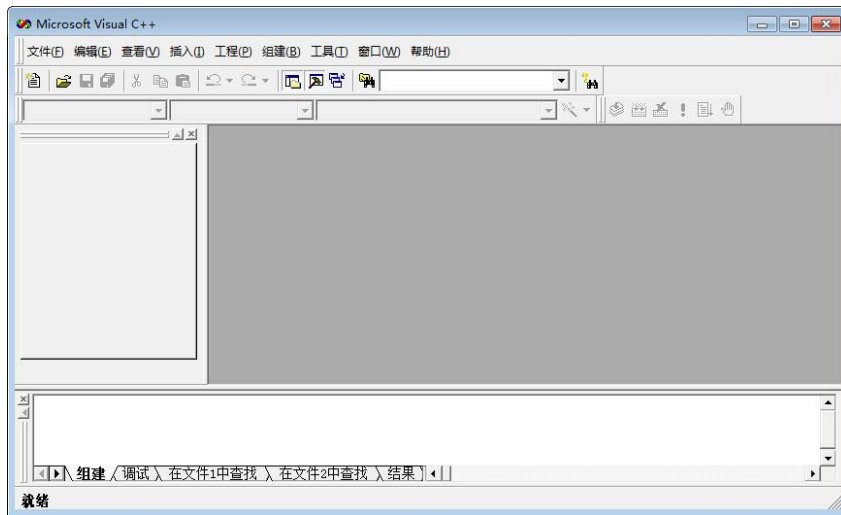 Microsoft Visual C++
文件(F) 编辑(E) 查看(V) 插入(I) 工程(P) 组建(B) 工具(T) 窗口(W) 帮助(H)
组建 调试 在文件1中查找 在文件2中查找 结果
就绪